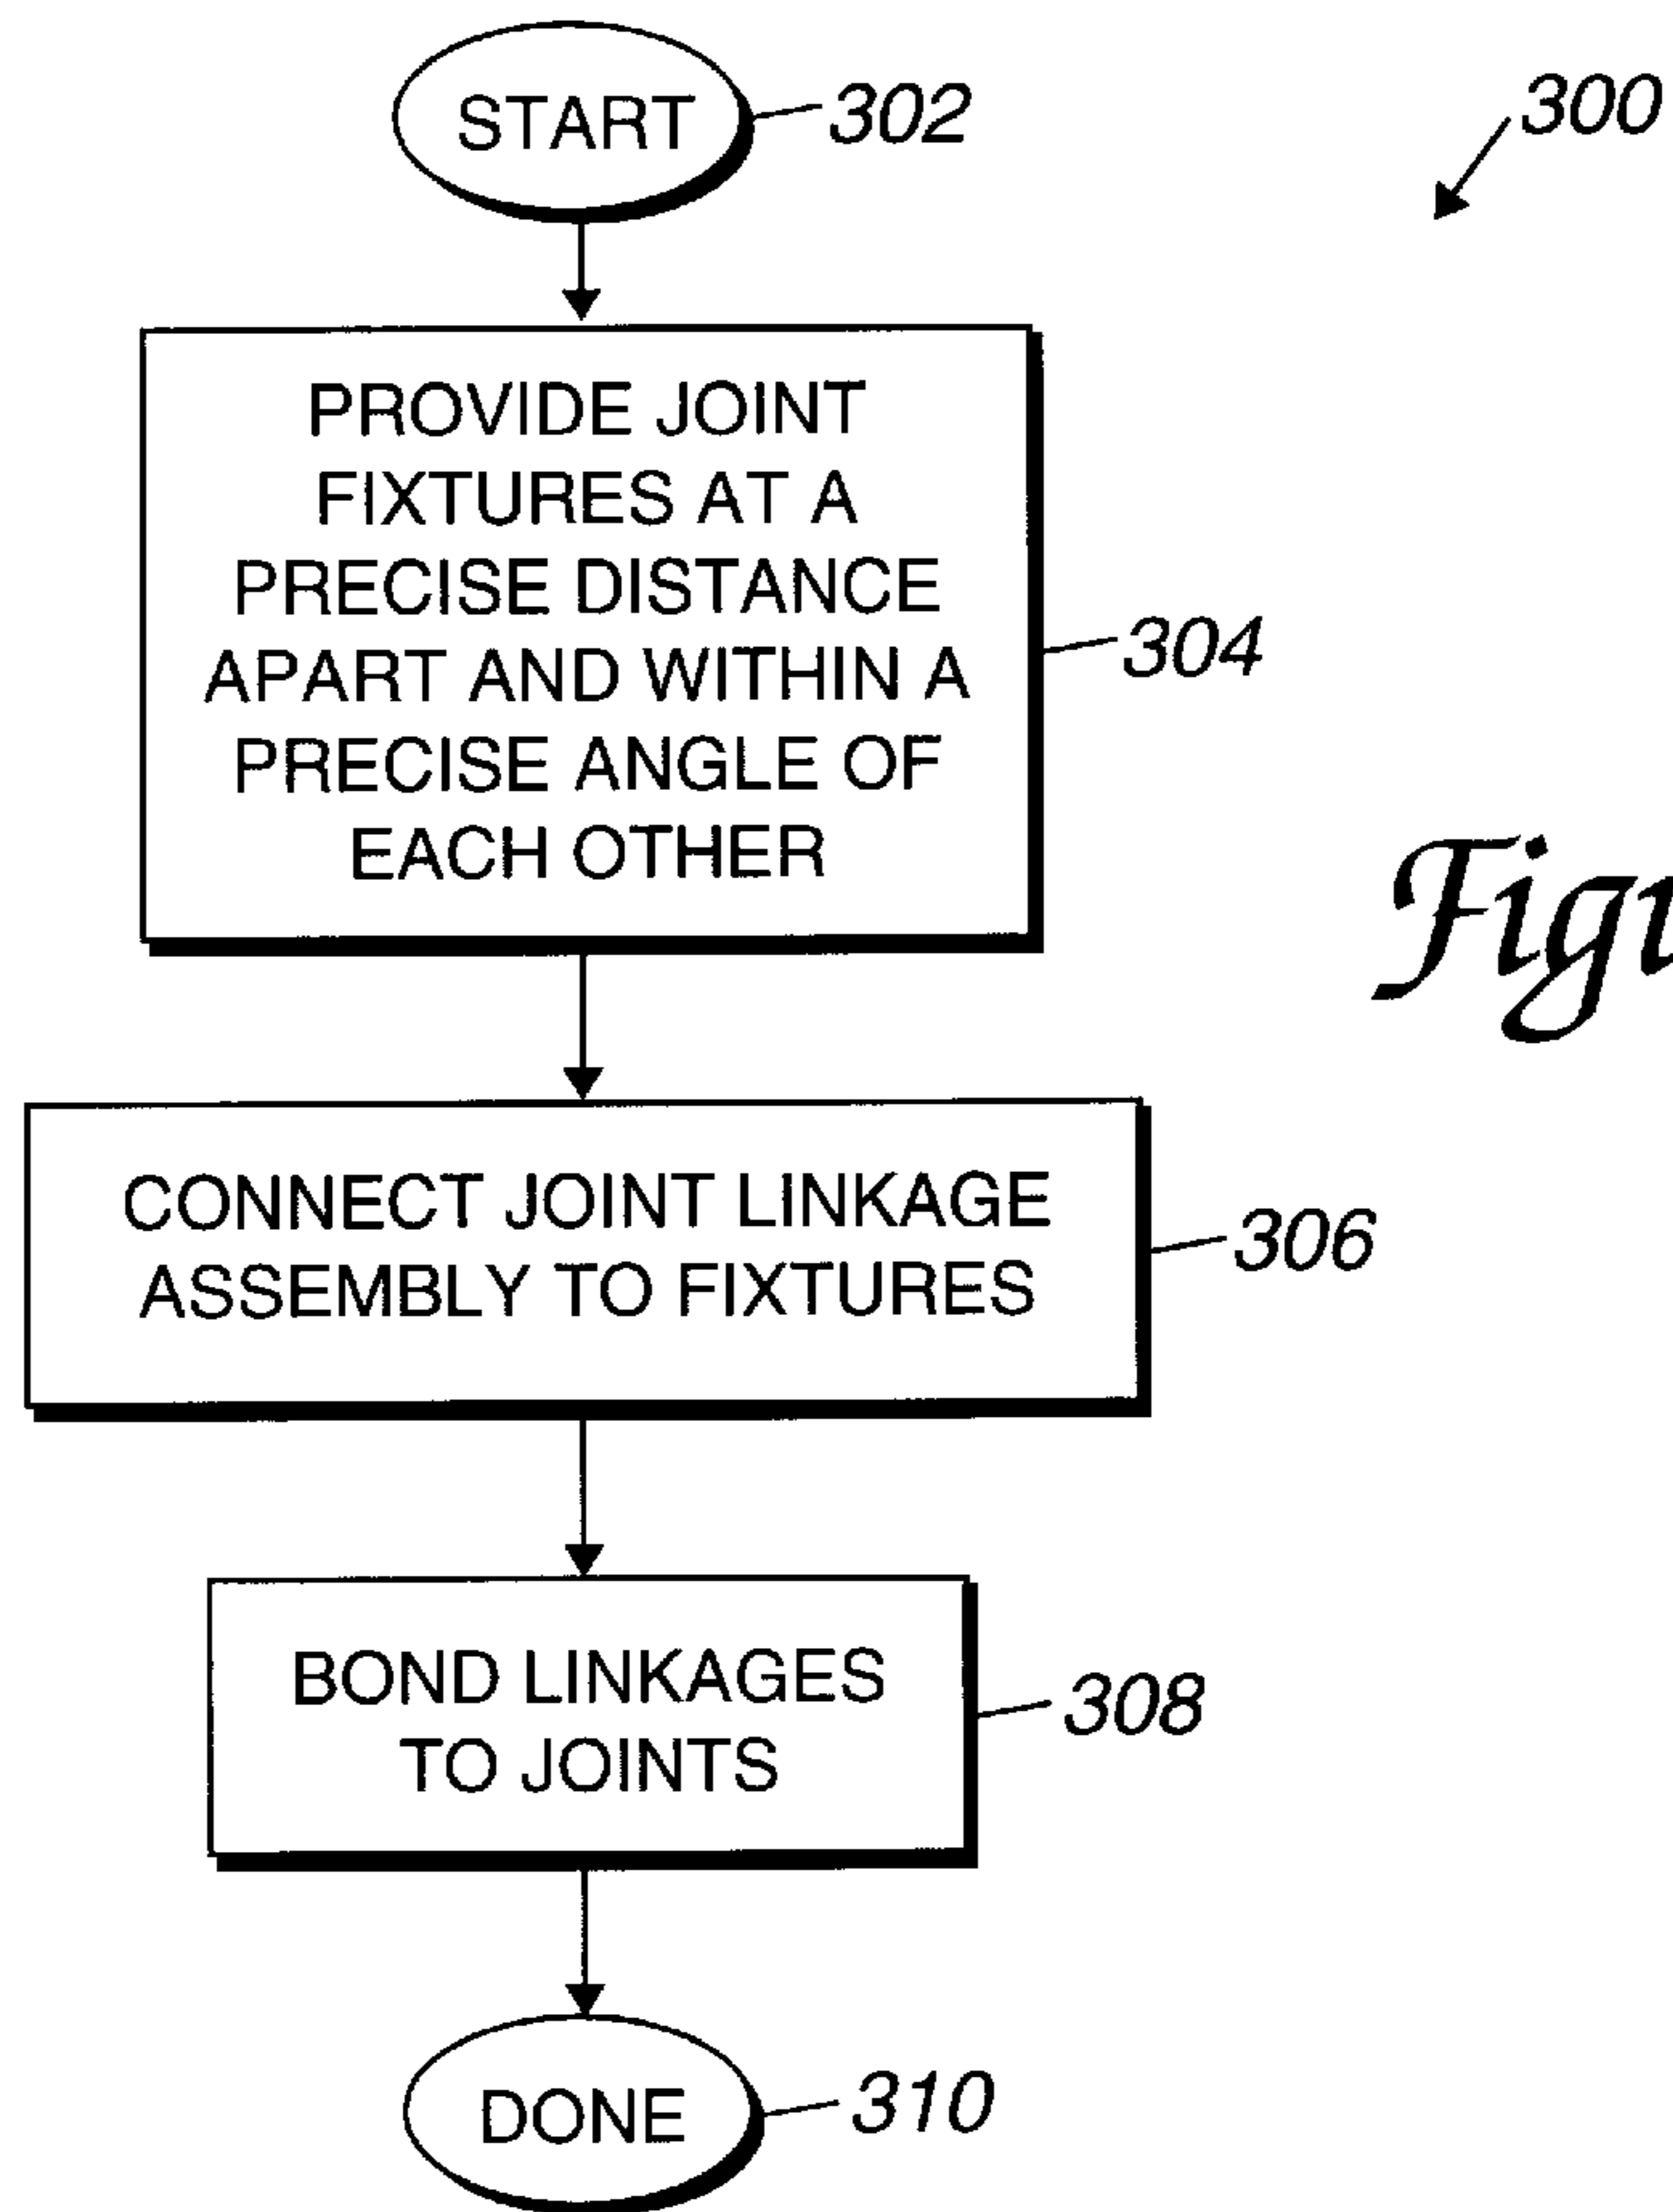 START
302
300
PROVIDE JOINT
FIXTURES AT A
PRECISE DISTANCE
APART AND WITHIN A
PRECISE ANGLE OF
EACH OTHER
304
CONNECT JOINT LINKAGE
ASSEMBLY TO FIXTURES
306
BOND LINKAGES
TO JOINTS
308
DONE
310